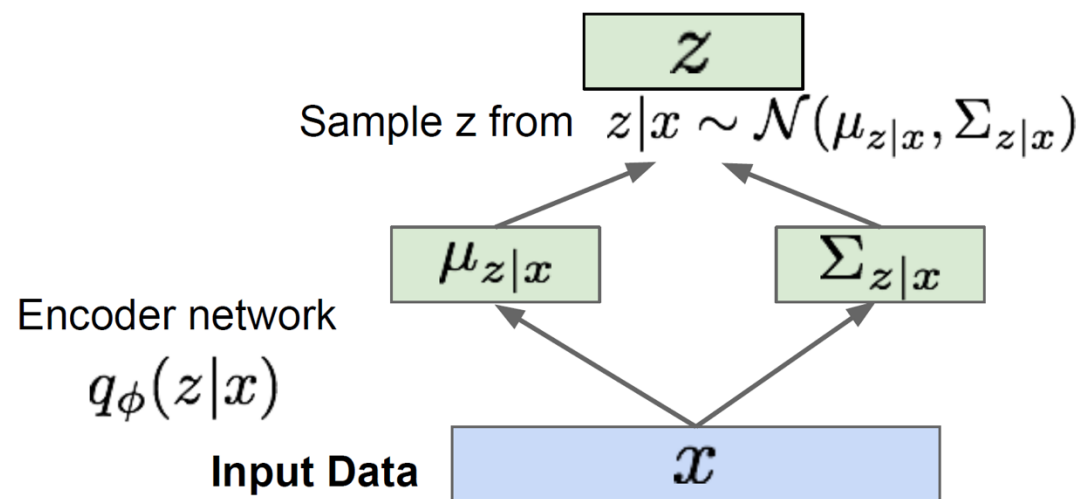 z
Sample z from z|x ∼ 𝒩(μ_{z|x}, Σ_{z|x})
μ_{z|x} Σ_{z|x}
Encoder network
q_ϕ(z|x)
Input Data x